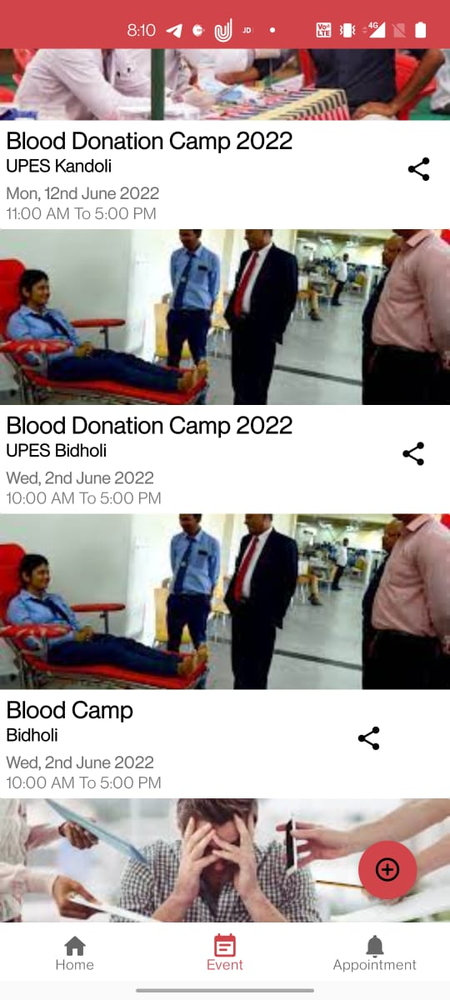 8:10
JD
Vo))
LTE
4G
Blood Donation Camp 2022
UPES Kandoli
Mon, 12nd June 2022
11:00 AM To 5:00 PM
Blood Donation Camp 2022
UPES Bidholi
Wed, 2nd June 2022
10:00 AM To 5:00 PM
Blood Camp
Bidholi
Wed, 2nd June 2022
10:00 AM To 5:00 PM
Home
Event
Appointment